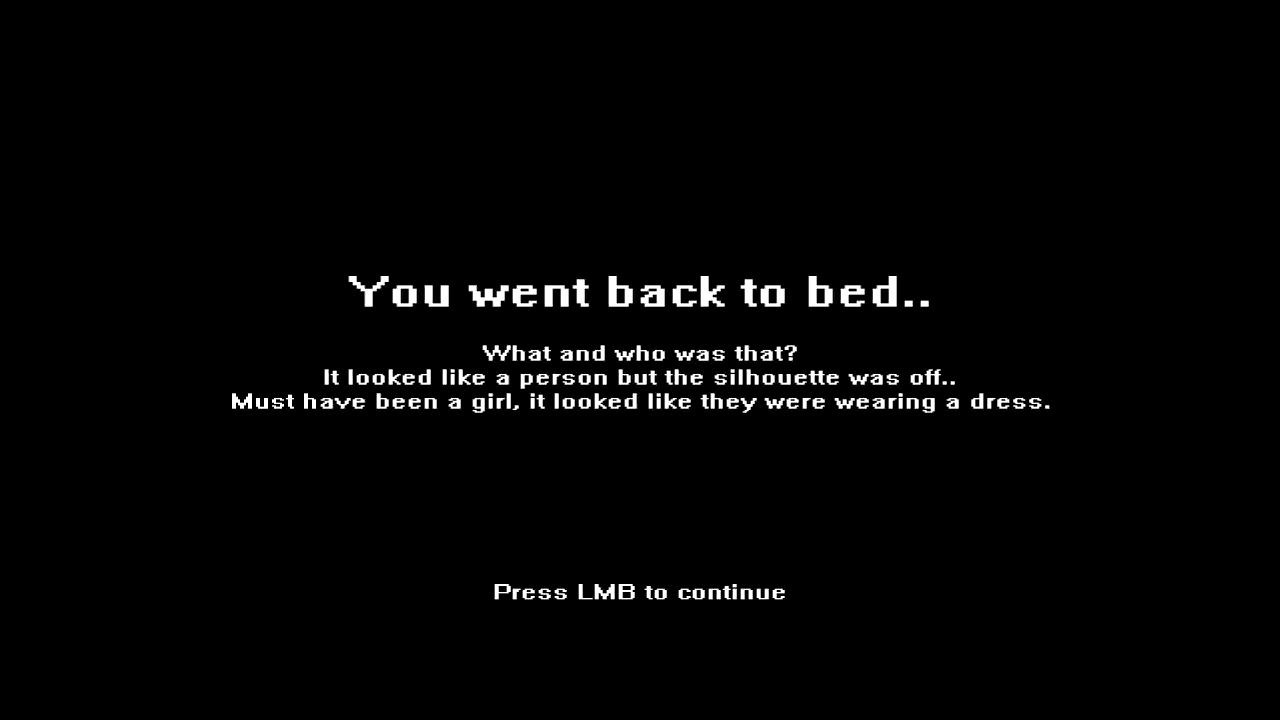 You went back to bed..
What and who was that?
It looked like a person but the silhouette was off..
Must have been a girl, it looked like they were wearing a dress.
Press LMB to continue